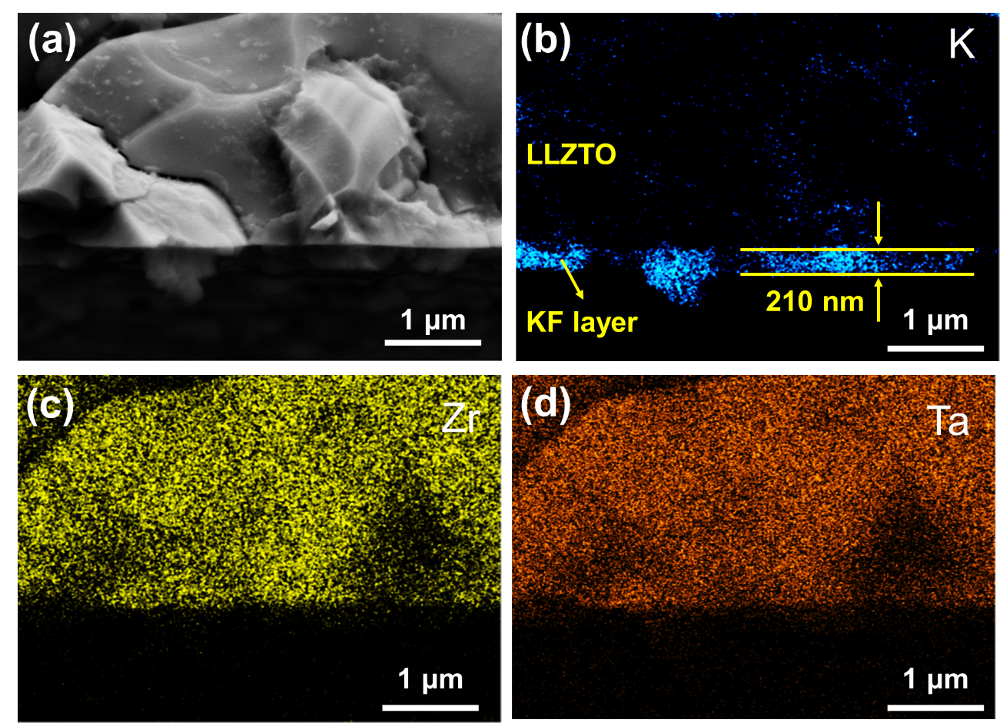 (a)
1 µm
(b)
K
LLZTO
KF layer
210 nm
1 µm
(c)
Zr
1 µm
(d)
Ta
1 µm